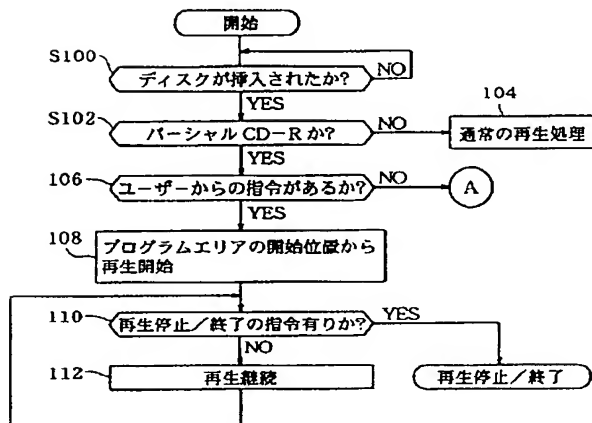 開始
S100
ディスクが挿入されたか?
NO
YES
S102
パーシャルCD-Rか?
NO
104
通常の再生処理
YES
106
ユーザーからの指令があるか?
NO
A
YES
108
プログラムエリアの開始位置から
再生開始
110
再生停止/終了の指令有りか?
YES
NO
112
再生継続
再生停止/終了